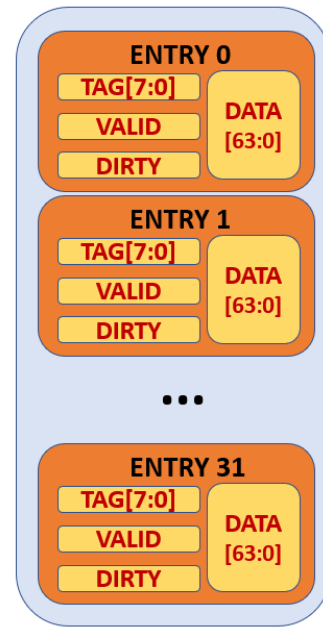 ENTRY 0
TAG[7:0]
VALID
DIRTY
DATA
[63:0]
ENTRY 1
TAG[7:0]
VALID
DIRTY
DATA
[63:0]
...
ENTRY 31
TAG[7:0]
VALID
DIRTY
DATA
[63:0]